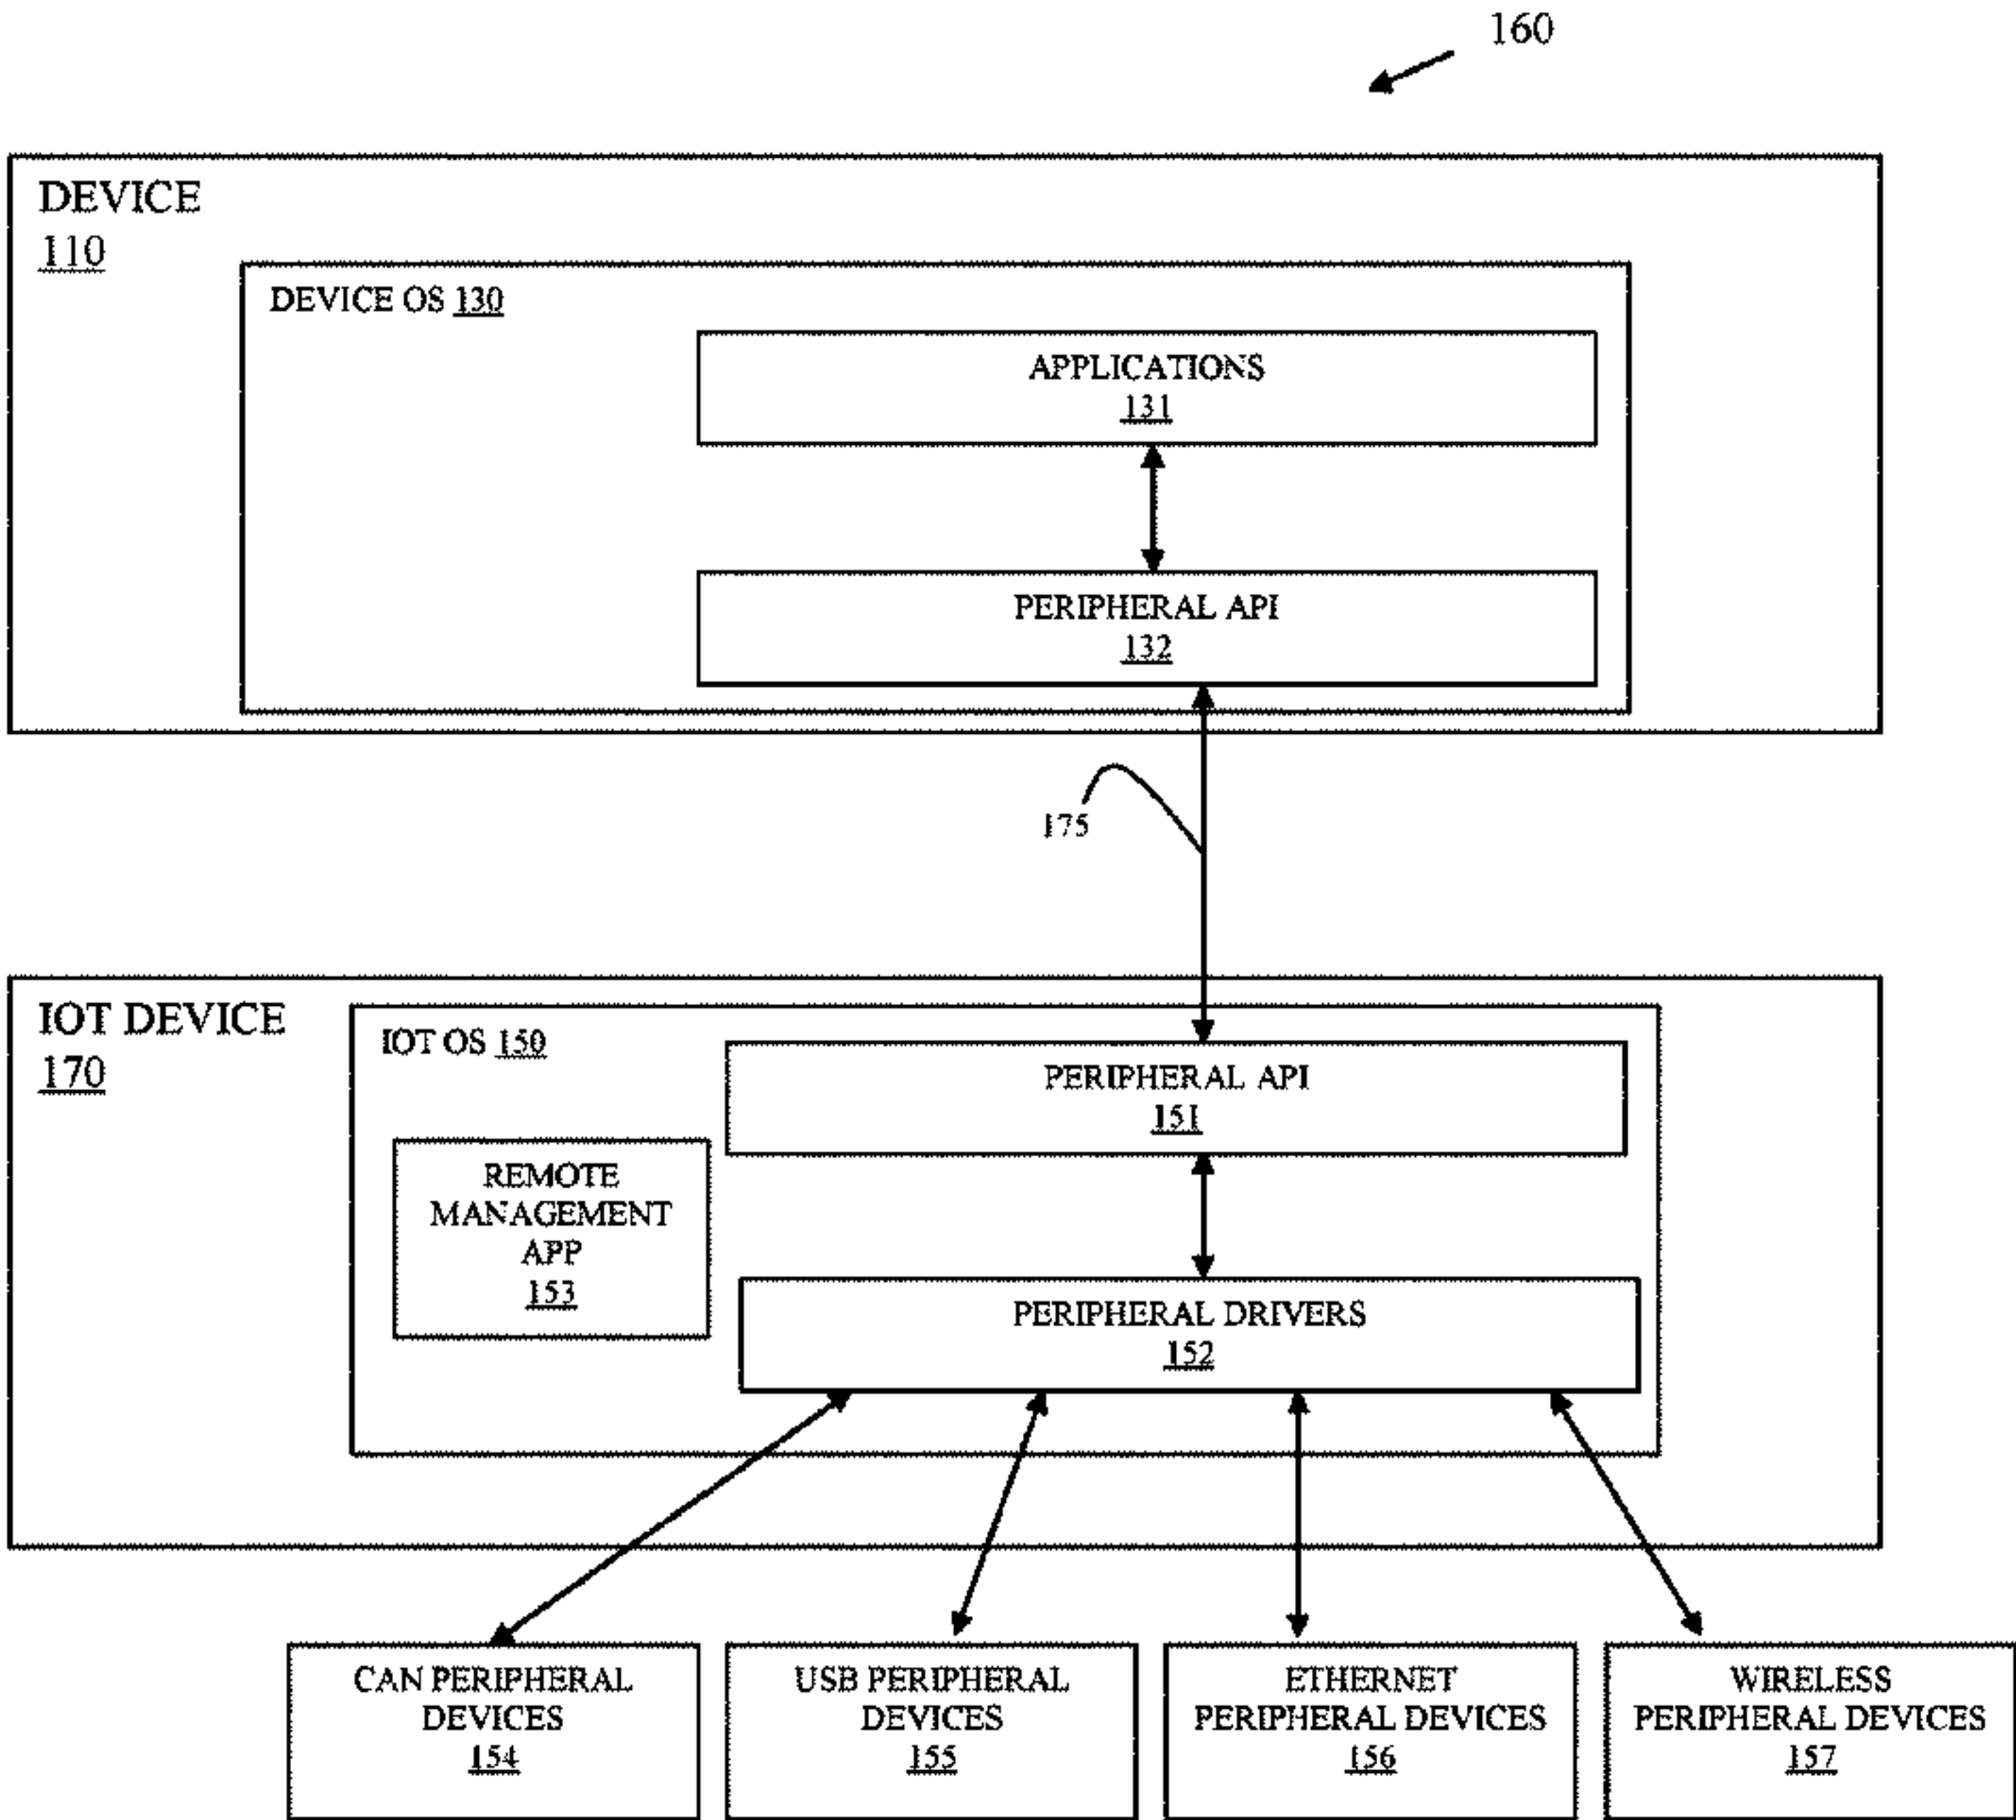 160
DEVICE
110
DEVICE OS 130
APPLICATIONS
131
PERIPHERAL API
132
175
IOT DEVICE
170
IOT OS 150
PERIPHERAL API
151
REMOTE
MANAGEMENT
APP
153
PERIPHERAL DRIVERS
152
CAN PERIPHERAL
DEVICES
154
USB PERIPHERAL
DEVICES
155
ETHERNET
PERIPHERAL DEVICES
156
WIRELESS
PERIPHERAL DEVICES
157